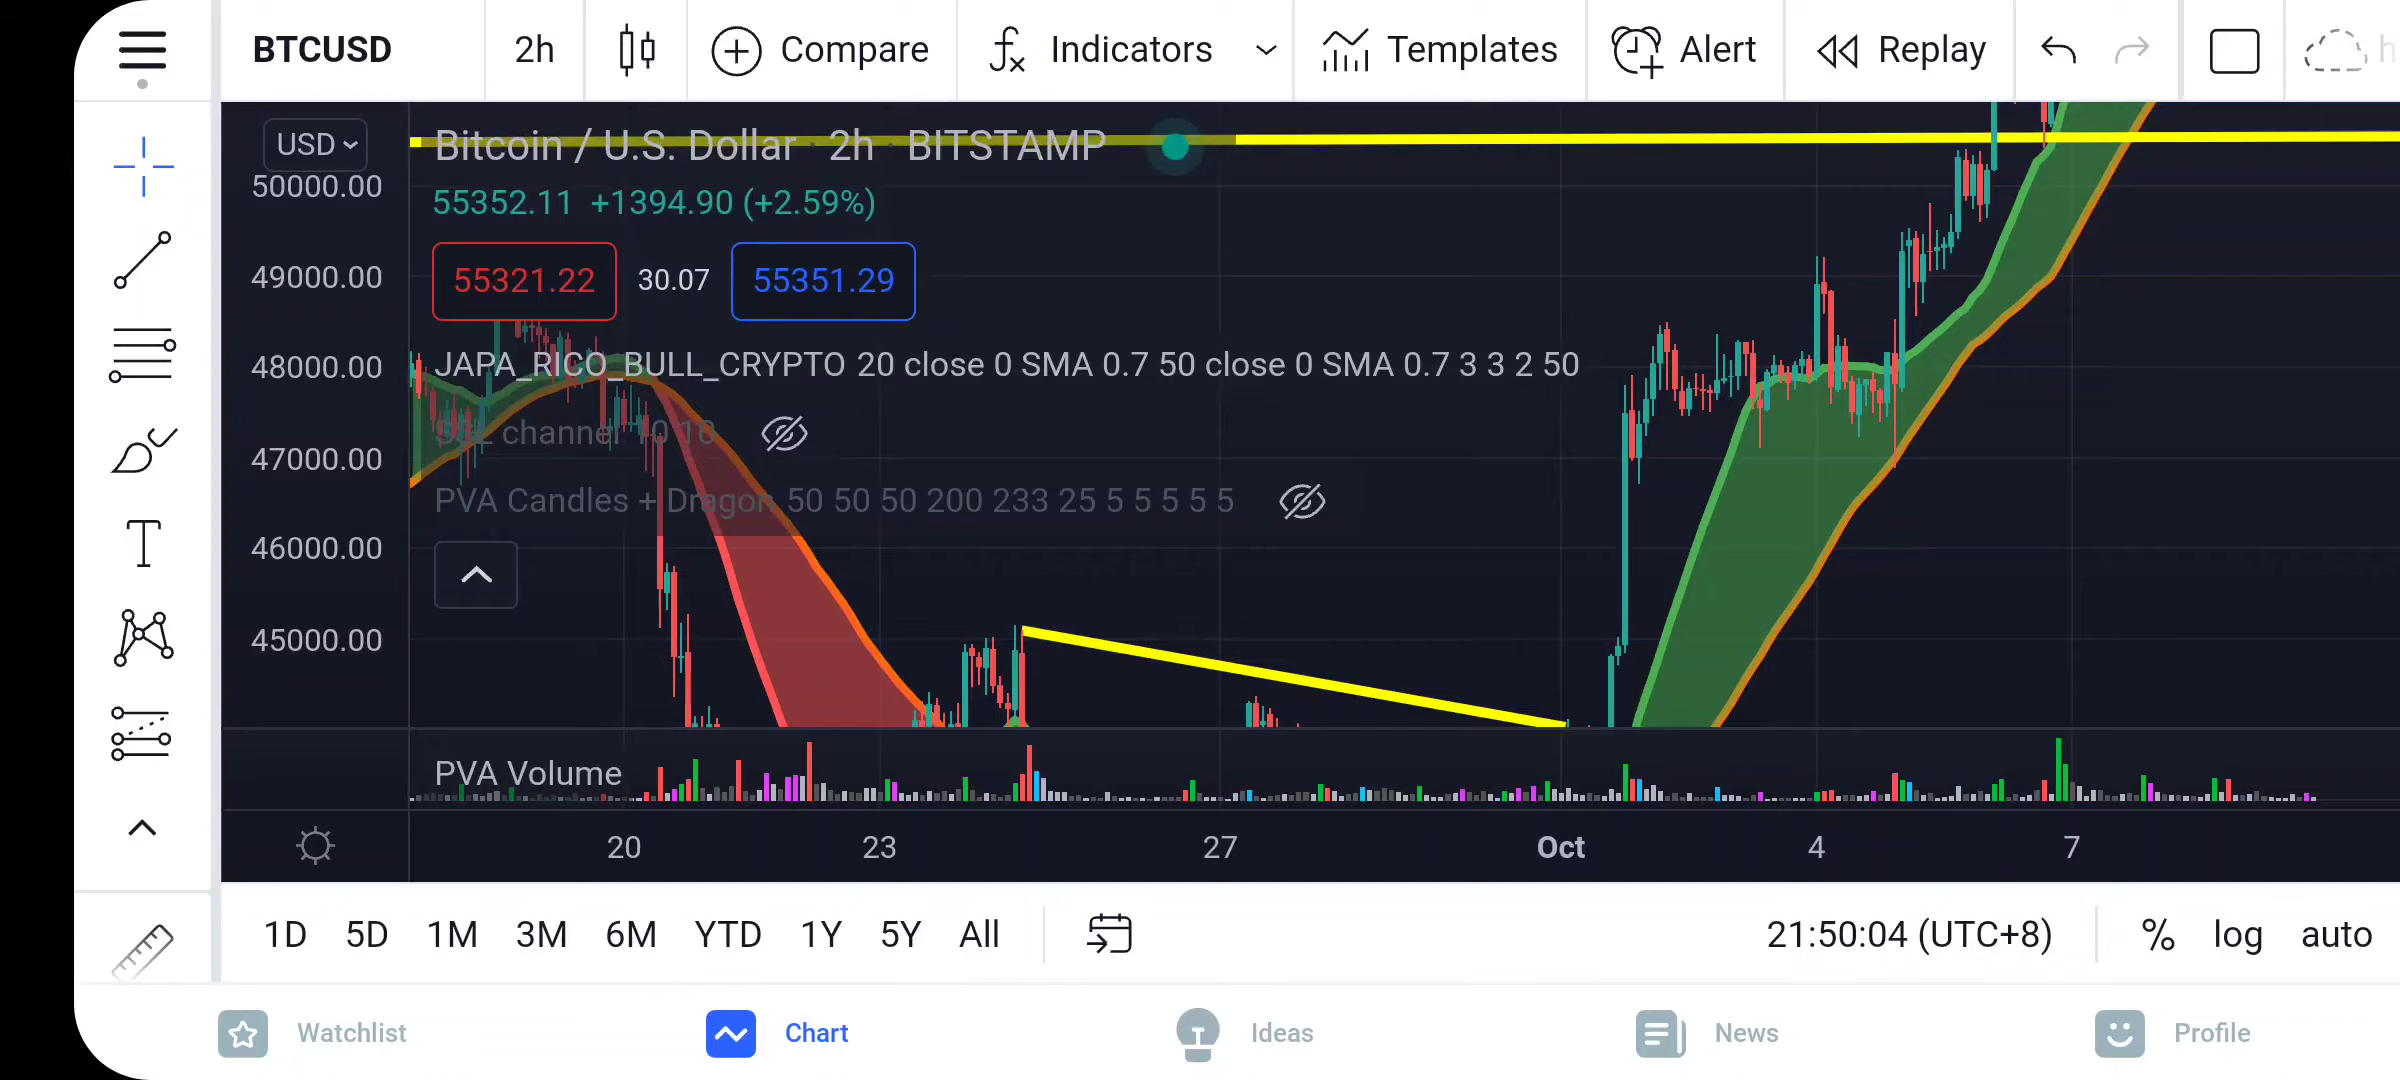 BTCUSD 2h Compare Indicators Templates Alert Replay
USD
Bitcoin / U.S. Dollar · 2h · BITSTAMP
50000.00
55352.11 +1394.90 (+2.59%)
49000.00
55321.22 30.07 55351.29
48000.00
JAPA_RICO_BULL_CRYPTO 20 close 0 SMA 0.7 50 close 0 SMA 0.7 3 3 2 50
channel 10 10
47000.00
PVA Candles + Dragon 50 50 50 200 233 25 5 5 5 5 5
46000.00
45000.00
PVA Volume
20 23 27 Oct 4 7
1D 5D 1M 3M 6M YTD 1Y 5Y All
21:50:04 (UTC+8) % log auto
Watchlist Chart Ideas News Profile